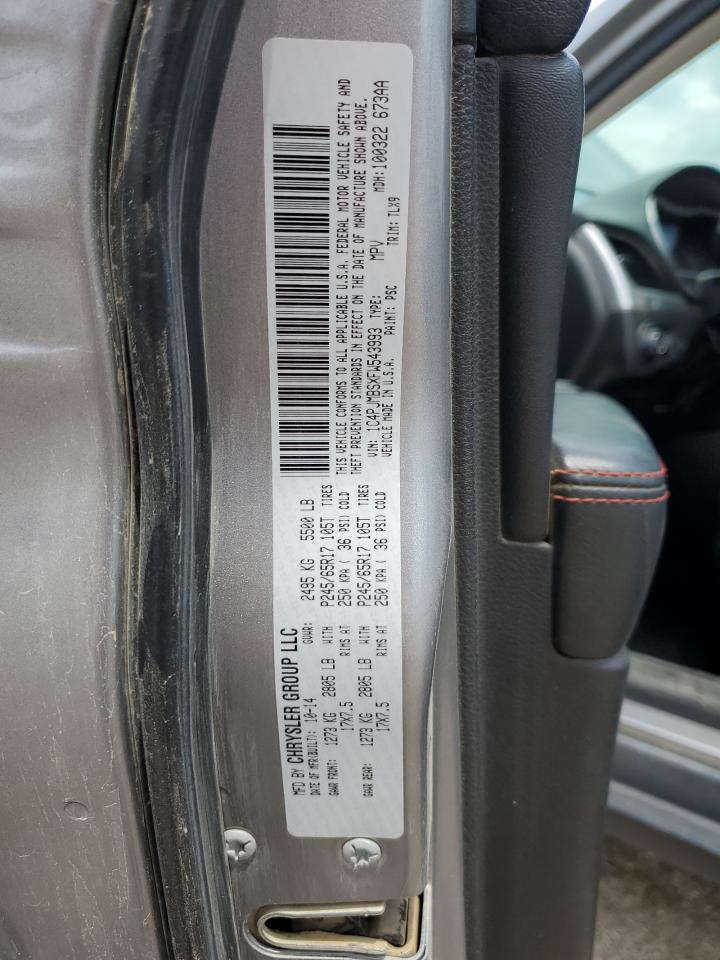 MFD BY CHRYSLER GROUP LLC
DATE OF MFR(BUILT): 10-14 GVWR: 2495 KG 5500 LB
GAWR FRONT: 1273 KG 2805 LB WITH P245/65R17 105T TIRES
17X7.5 RIMS AT 250 KPA ( 36 PSI) COLD
GAWR REAR: 1273 KG 2805 LB WITH P245/65R17 105T TIRES
17X7.5 RIMS AT 250 KPA ( 36 PSI) COLD
THIS VEHICLE CONFORMS TO ALL APPLICABLE U.S.A. FEDERAL MOTOR VEHICLE SAFETY AND
THEFT PREVENTION STANDARDS IN EFFECT ON THE DATE OF MANUFACTURE SHOWN ABOVE.
VIN: 1C4PJMBSXFW543993 TYPE: MPV MDH:100322 673AA
VEHICLE MADE IN U.S.A. PAINT: PSC TRIM: TLX9